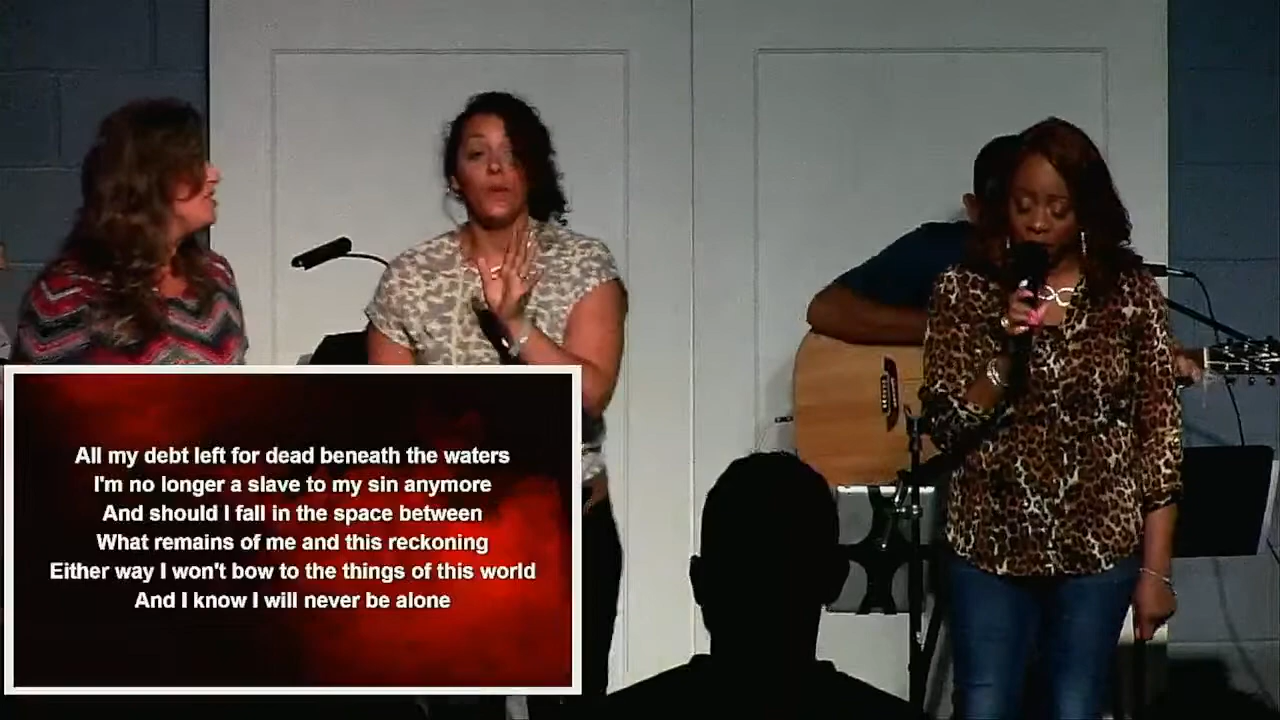 All my debt left for dead beneath the waters
I'm no longer a slave to my sin anymore
And should I fall in the space between
What remains of me and this reckoning
Either way I won't bow to the things of this world
And I know I will never be alone